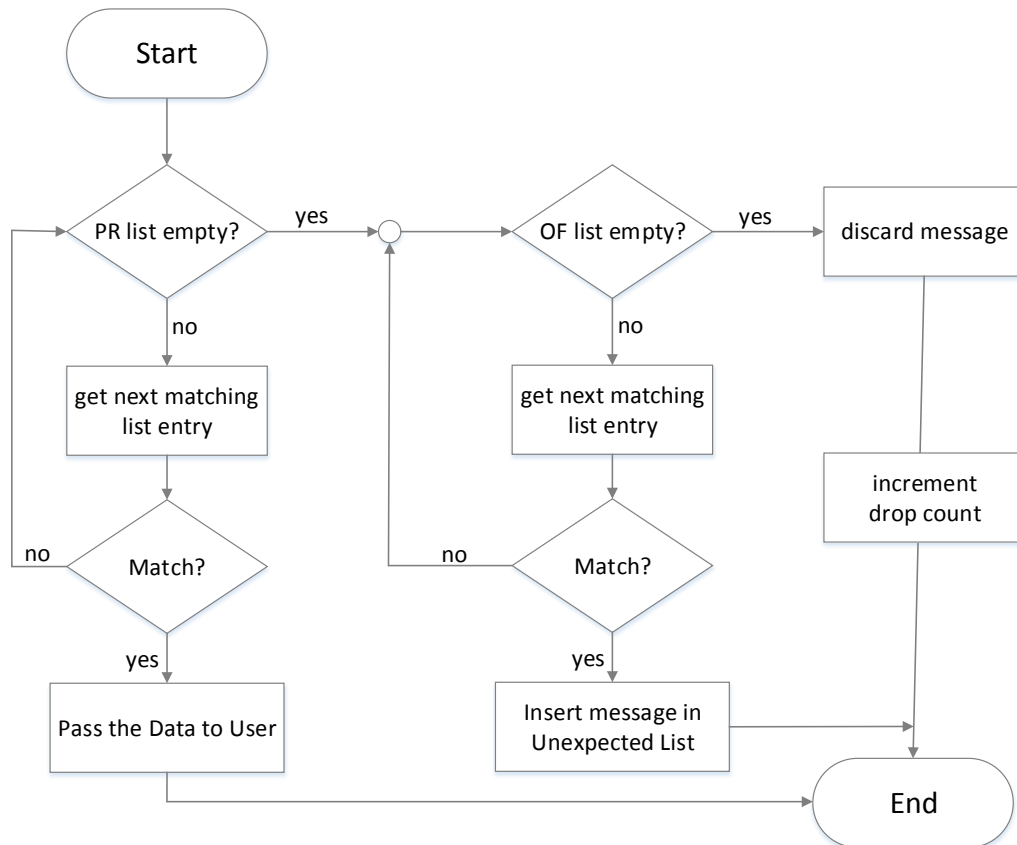 Start
PR list empty?
yes
OF list empty?
yes
discard message
no
no
get next matching
list entry
get next matching
list entry
increment
drop count
no
Match?
no
Match?
yes
yes
Pass the Data to User
Insert message in
Unexpected List
End